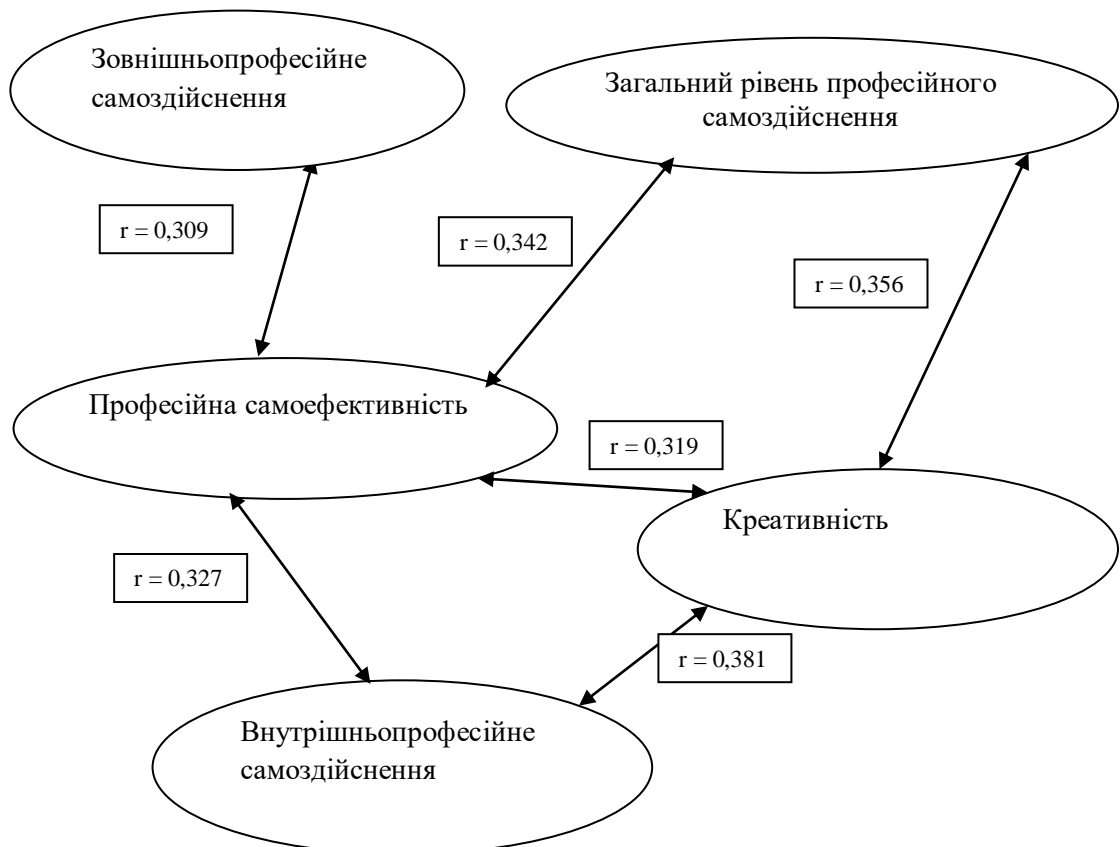 Зовнішньопрофесійне
самоздійснення
Загальний рівень професійного
самоздійснення
r = 0,309
r = 0,342
r = 0,356
Професійна самоефективність
r = 0,319
Креативність
r = 0,327
r = 0,381
Внутрішньопрофесійне
самоздійснення